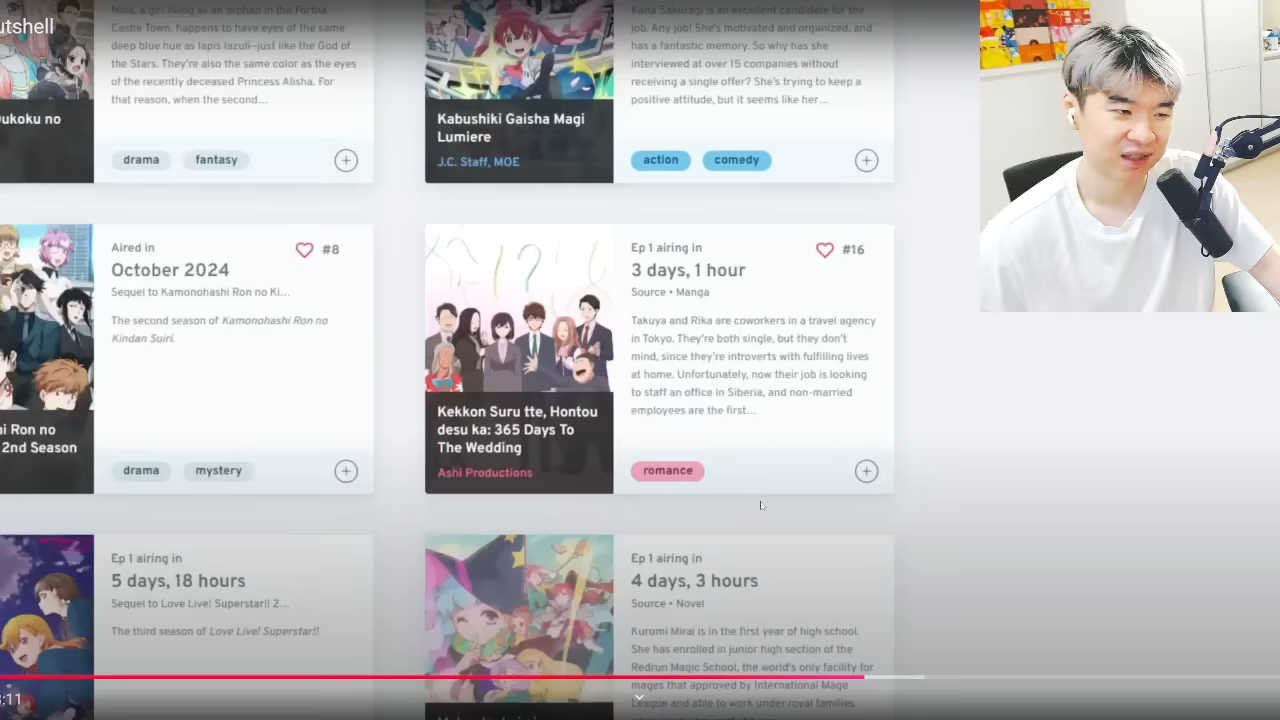 utshell
Nina, a girl living as an orphan in the Fortna
Castle Town, happens to have eyes of the same
deep blue hue as lapis lazuli—just like the God of
the Stars. They're also the same color as the eyes
of the recently deceased Princess Alisha. For
that reason, when the second...
oukoku no
drama
fantasy
Kabushiki Gaisha Magi
Lumiere
J.C. Staff, MOE
Kana Sakuragi is an excellent candidate for the
job. Any job! She's motivated and organized, and
has a fantastic memory. So why has she
interviewed at over 15 companies without
receiving a single offer? She's trying to keep a
positive attitude, but it seems like her...
action
comedy
Aired in
#8
October 2024
Sequel to Kamonohashi Ron no Ki...
The second season of Kamonohashi Ron no
Kindan Suiri.
i Ron no
2nd Season
drama
mystery
Kekkon Suru tte, Hontou
desu ka: 365 Days To
The Wedding
Ashi Productions
Ep 1 airing in
#16
3 days, 1 hour
Source • Manga
Takuya and Rika are coworkers in a travel agency
in Tokyo. They're both single, but they don't
mind, since they're introverts with fulfilling lives
at home. Unfortunately, now their job is looking
to staff an office in Siberia, and non-married
employees are the first...
romance
Ep 1 airing in
5 days, 18 hours
Sequel to Love Live! Superstar!! 2...
The third season of Love Live! Superstar!!
Ep 1 airing in
4 days, 3 hours
Source • Novel
Kurumi Mirai is in the first year of high school.
She has enrolled in junior high section of the
Redrun Magic School, the world's only facility for
mages that approved by International Mage
League and able to work under royal families
:11